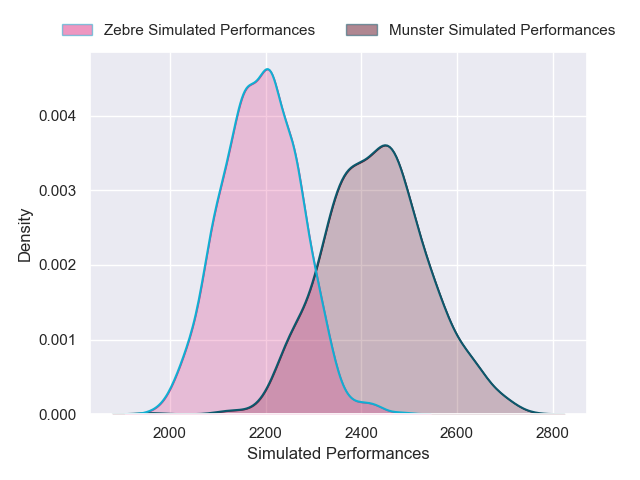 Zebre Simulated Performances Munster Simulated Performances
0.004
0.003
0.002
0.001
0.000
Density
2000 2200 2400 2600 2800
Simulated Performances